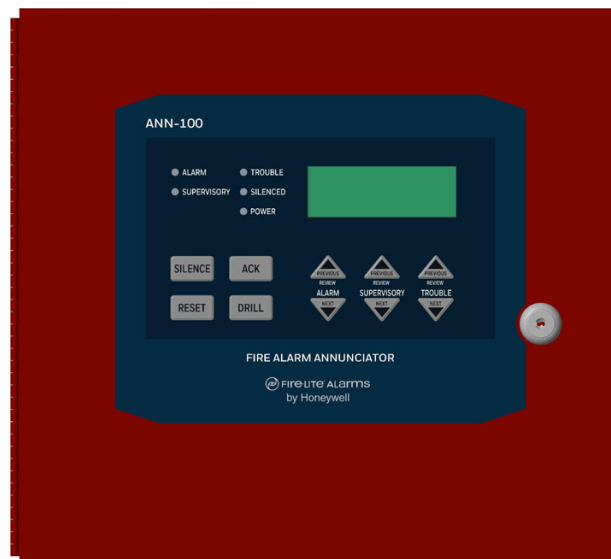 ANN-100
ALARM TROUBLE
SUPERVISORY SILENCED
POWER
SILENCE ACK
RESET DRILL
PREVIOUS PREVIOUS PREVIOUS
REVIEW REVIEW REVIEW
ALARM SUPERVISORY TROUBLE
NEXT NEXT NEXT
FIRE ALARM ANNUNCIATOR
FIRE-LITE ALARMS
by Honeywell